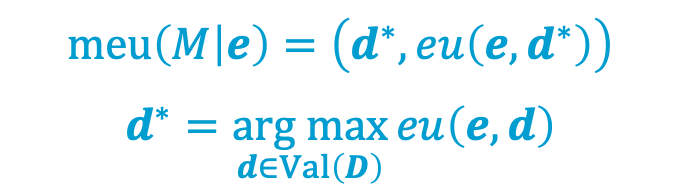 meu(M|e) = (d*, eu(e, d*))
d* = arg max eu(e, d)
d∈Val(D)